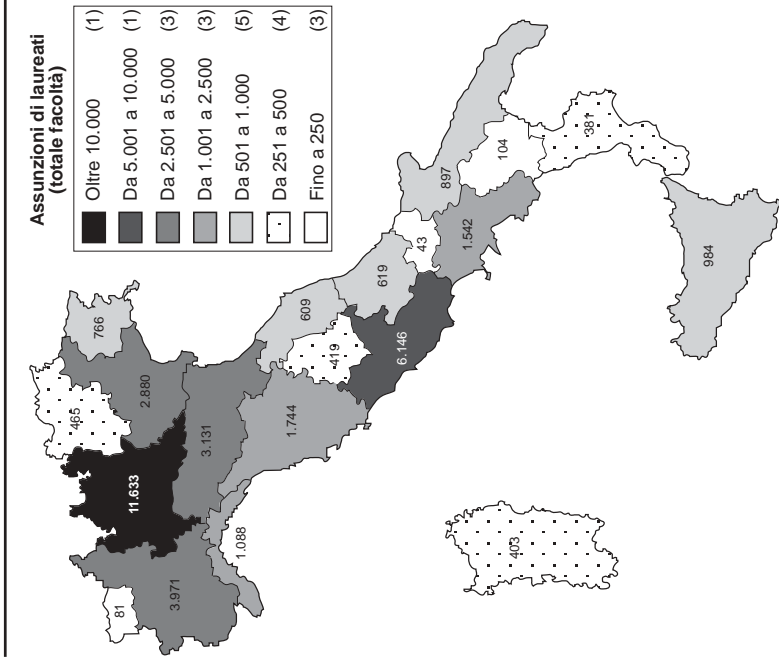 Assunzioni di laureati
(totale facoltà)
Oltre 10.000 (1)
Da 5.001 a 10.000 (1)
Da 2.501 a 5.000 (3)
Da 1.001 a 2.500 (3)
Da 501 a 1.000 (5)
Da 251 a 500 (4)
Fino a 250 (3)
766
465
2.880
11.633
81
3.971
3.131
1.088
1.744
609
419
619
6.146
43
897
1.542
104
381
403
984